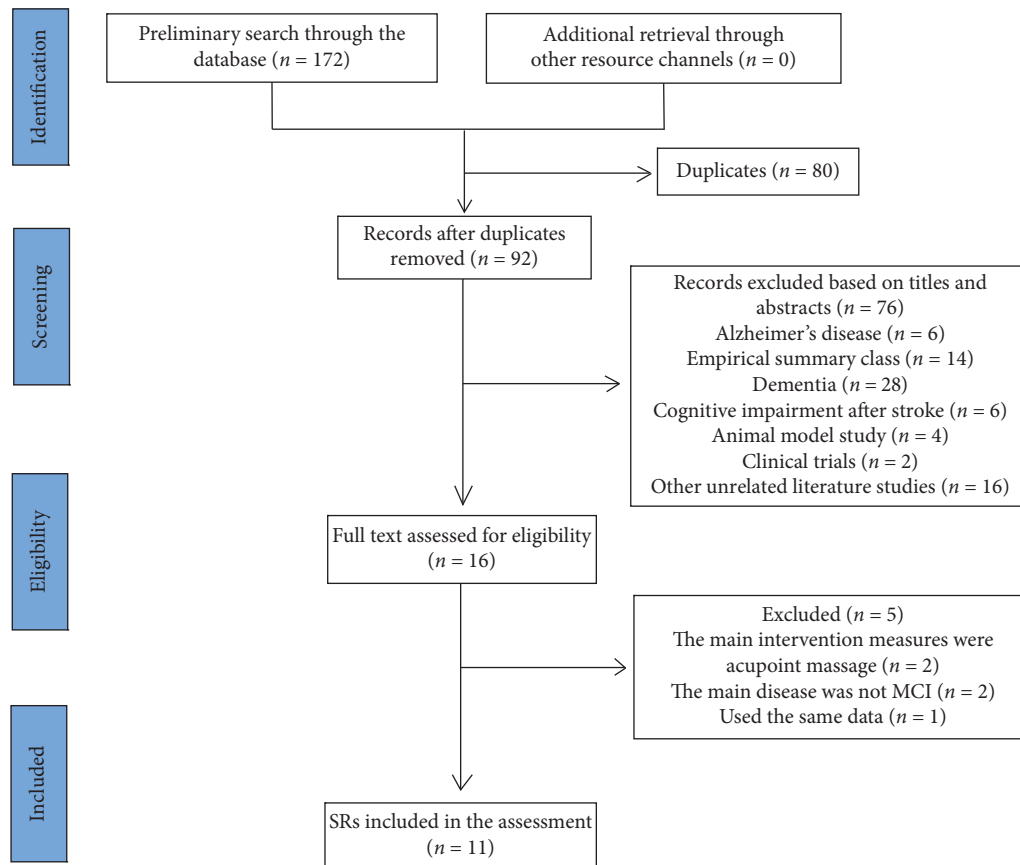 Identification
Preliminary search through the
database (n = 172)
Additional retrieval through
other resource channels (n = 0)
Duplicates (n = 80)
Screening
Records after duplicates
removed (n = 92)
Records excluded based on titles and
abstracts (n = 76)
Alzheimer's disease (n = 6)
Empirical summary class (n = 14)
Dementia (n = 28)
Cognitive impairment after stroke (n = 6)
Animal model study (n = 4)
Clinical trials (n = 2)
Other unrelated literature studies (n = 16)
Eligibility
Full text assessed for eligibility
(n = 16)
Excluded (n = 5)
The main intervention measures were
acupoint massage (n = 2)
The main disease was not MCI (n = 2)
Used the same data (n = 1)
Included
SRs included in the assessment
(n = 11)